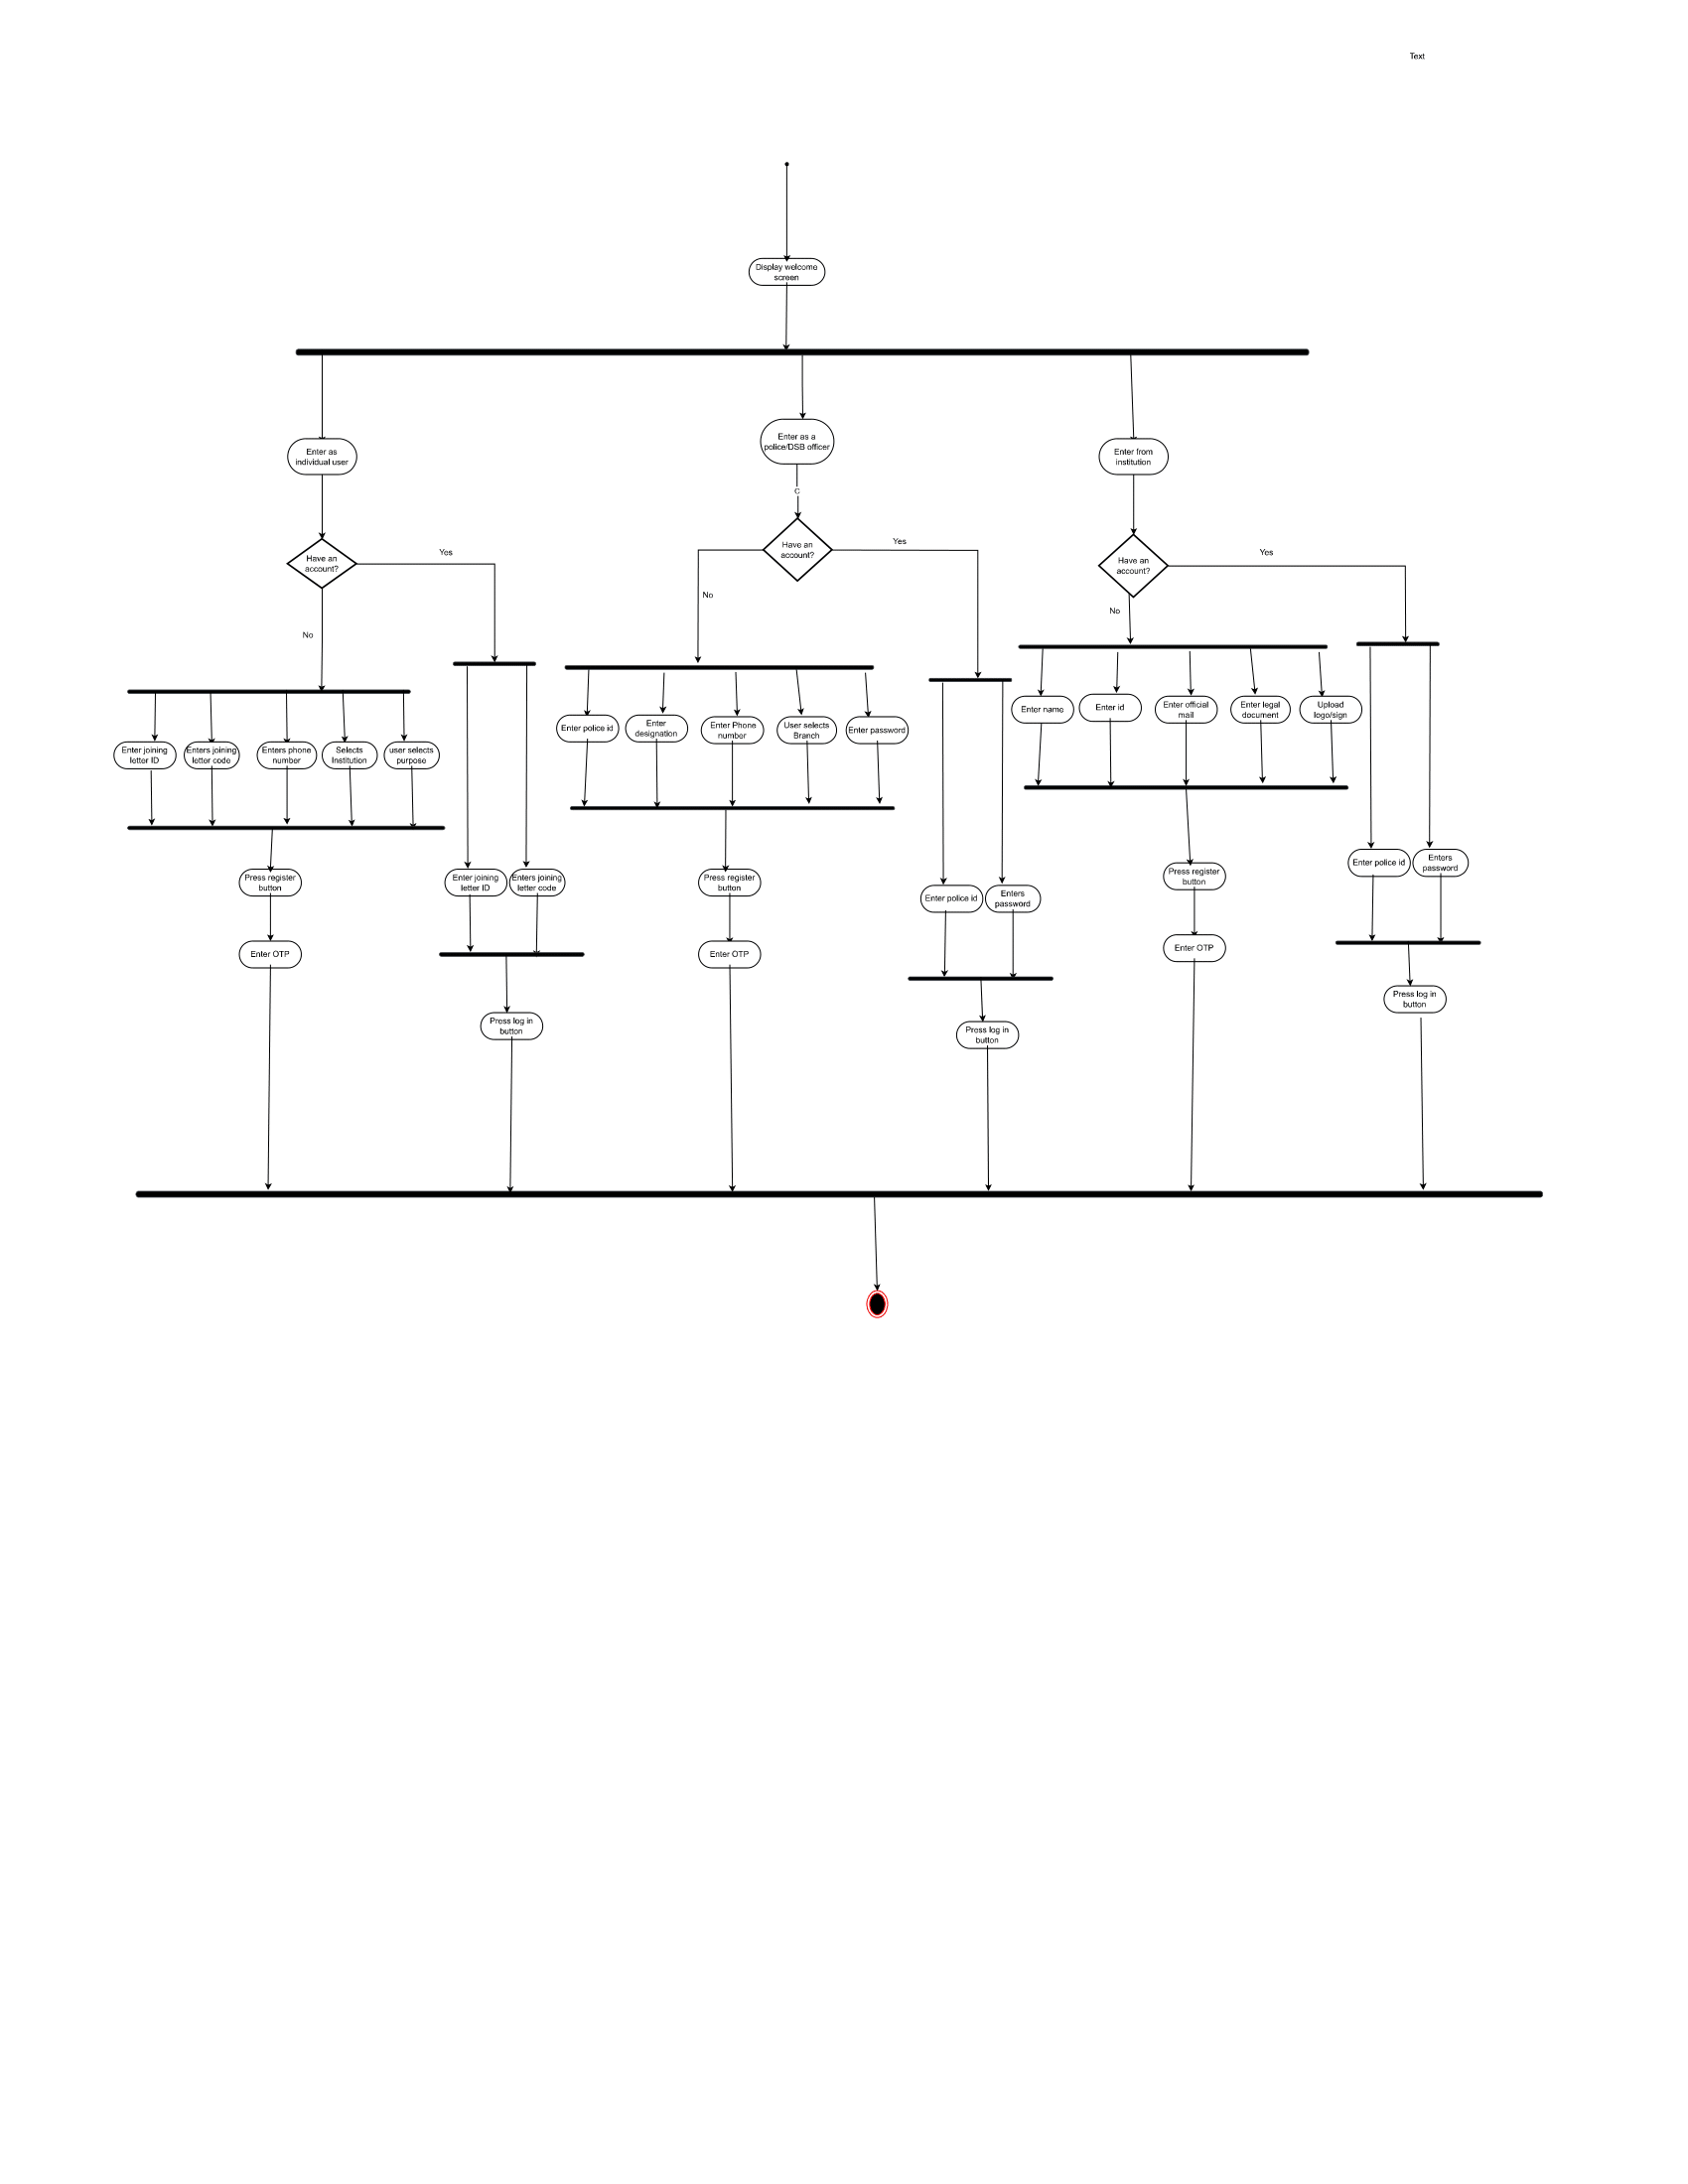 Text
Display welcome
screen
Enter as
individual user
Enter as a
police/DSB officer
Enter from
institution
C
Have an
account?
Yes
No
Have an
account?
Yes
No
Have an
account?
Yes
No
Enter joining
letter ID
Enters joining
letter code
Enters phone
number
Selects
Institution
user selects
purpose
Enter police id
Enter
designation
Enter Phone
number
User selects
Branch
Enter password
Enter name
Enter id
Enter official
mail
Enter legal
document
Upload
logo/sign
Press register
button
Enter joining
letter ID
Enters joining
letter code
Press register
button
Enter police id
Enters
password
Press register
button
Enter police id
Enters
password
Enter OTP
Press log in
button
Enter OTP
Press log in
button
Enter OTP
Press log in
button